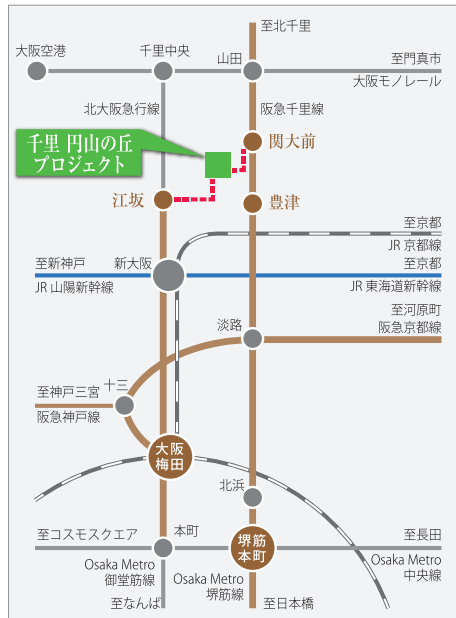 至北千里
大阪空港
千里中央
山田
至門真市
大阪モノレール
北大阪急行線
阪急千里線
千里 円山の丘
プロジェクト
関大前
江坂
豊津
至京都
JR 京都線
至新神戸
新大阪
至京都
JR 山陽新幹線
JR 東海道新幹線
至河原町
淡路
阪急京都線
至神戸三宮
十三
阪急神戸線
大阪
梅田
北浜
至コスモスクエア
本町
堺筋
本町
至長田
Osaka Metro
御堂筋線
Osaka Metro
中央線
Osaka Metro
堺筋線
至なんば
至日本橋